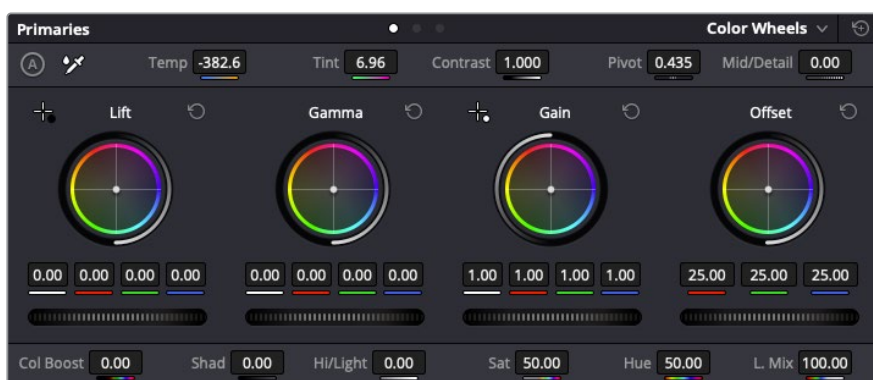 Primaries Color Wheels
A Temp -382.6 Tint 6.96 Contrast 1.000 Pivot 0.435 Mid/Detail 0.00
Lift Gamma Gain Offset
0.00 0.00 0.00 0.00 0.00 0.00 0.00 0.00 1.00 1.00 1.00 1.00 25.00 25.00 25.00
Col Boost 0.00 Shad 0.00 Hi/Light 0.00 Sat 50.00 Hue 50.00 L. Mix 100.00